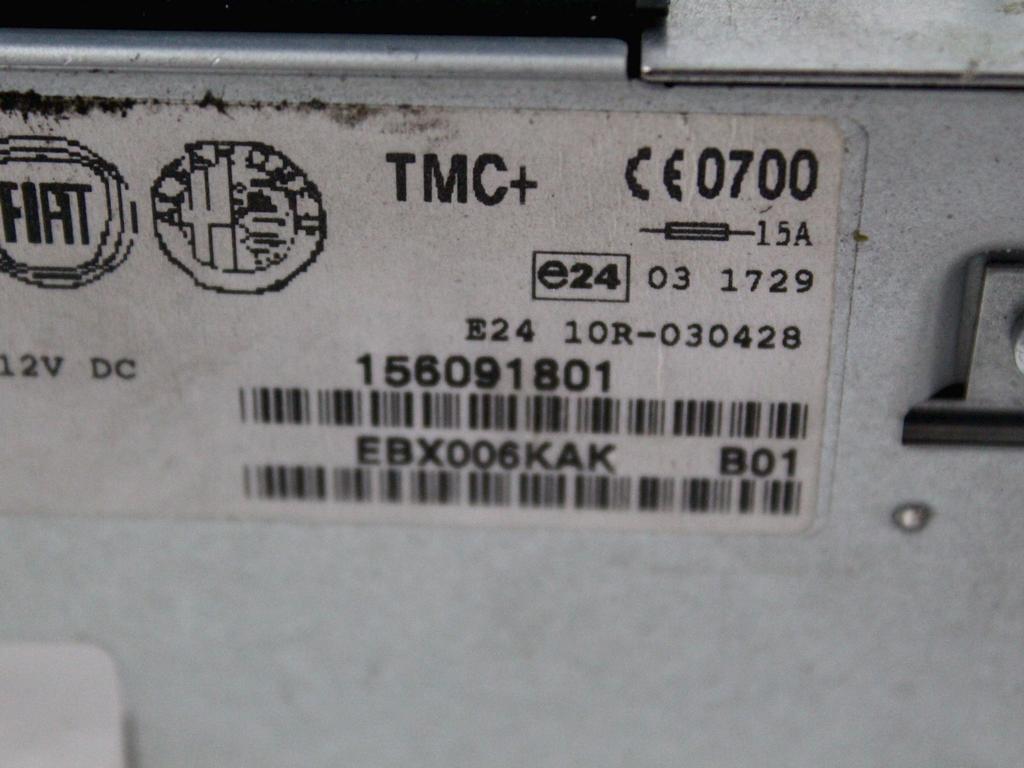 FIAT
TMC+ CE0700
15A
e24 03 1729
E24 10R-030428
12V DC
156091801
EBX006KAK B01